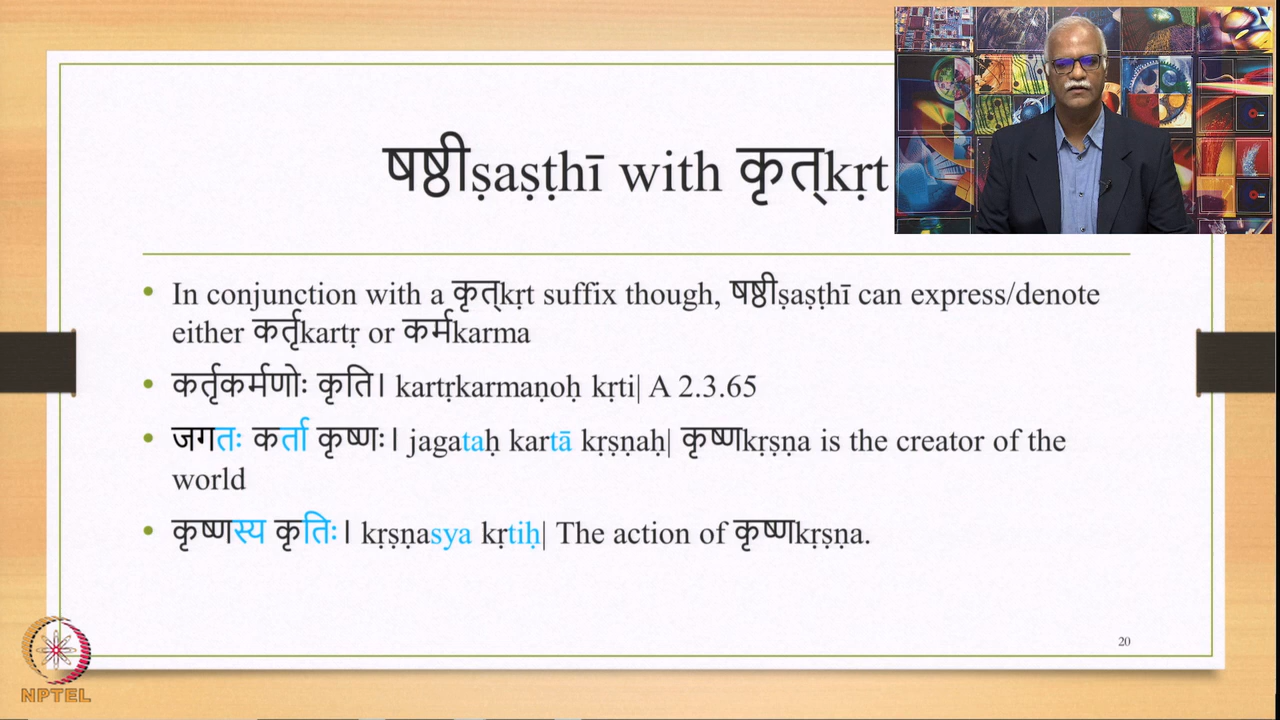 षष्ठीṣaṣṭhī with कृत्kṛt
• In conjunction with a कृत्kṛt suffix though, षष्ठीṣaṣṭhī can express/denote
either कर्तृkartṛ or कर्मkarma
• कर्तृकर्मणोः कृति। kartṛkarmaṇoḥ kṛti| A 2.3.65
• जगतः कर्ता कृष्णः। jagataḥ kartā kṛṣṇaḥ| कृष्णkṛṣṇa is the creator of the
world
• कृष्णस्य कृतिः। kṛṣṇasya kṛtiḥ| The action of कृष्णkṛṣṇa.
20
NPTEL